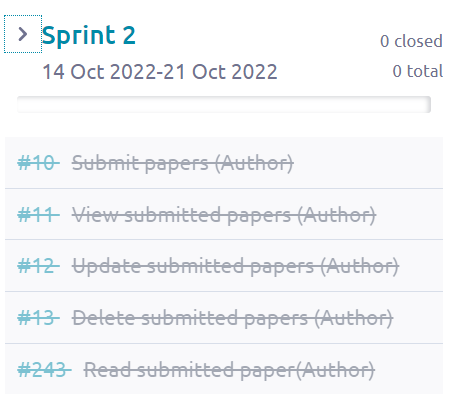 Sprint 2
0 closed
14 Oct 2022-21 Oct 2022
0 total
#10 Submit papers (Author)
#11 View submitted papers (Author)
#12 Update submitted papers (Author)
#13 Delete submitted papers (Author)
#243 Read submitted paper(Author)